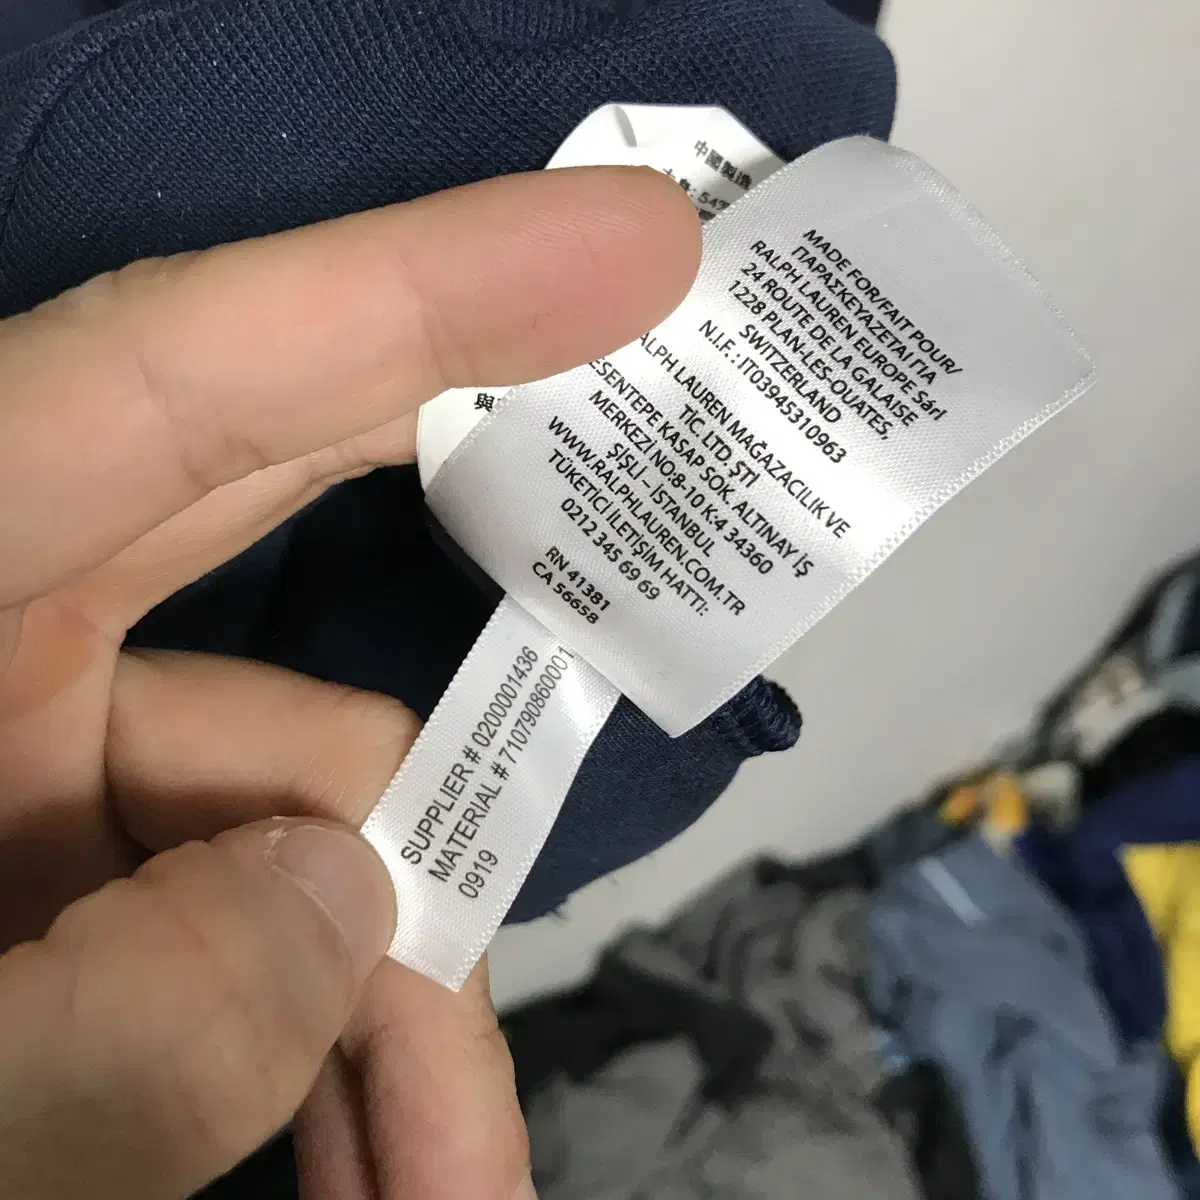 中國製造
MADE FOR/FAIT POUR/
ΠΑΡΑΣΚΕΥΑΖΕΤΑΙ ΓΙΑ
RALPH LAUREN EUROPE Sárl
24 ROUTE DE LA GALAISE
1228 PLAN-LES-OUATES,
SWITZERLAND
N.I.F. : IT03945310963
ALPH LAUREN MAĞAZACILIK VE
TİC. LTD. ŞTİ
ESENTEPE KASAP SOK. ALTINAY İŞ
MERKEZİ NO:8-10 K:4 34360
ŞİŞLİ – İSTANBUL
WWW.RALPHLAUREN.COM.TR
TÜKETİCİ İLETİŞİM HATTI:
0212 345 69 69
RN 41381
CA 56658
SUPPLIER # 0200001436
MATERIAL # 710790860001
0919